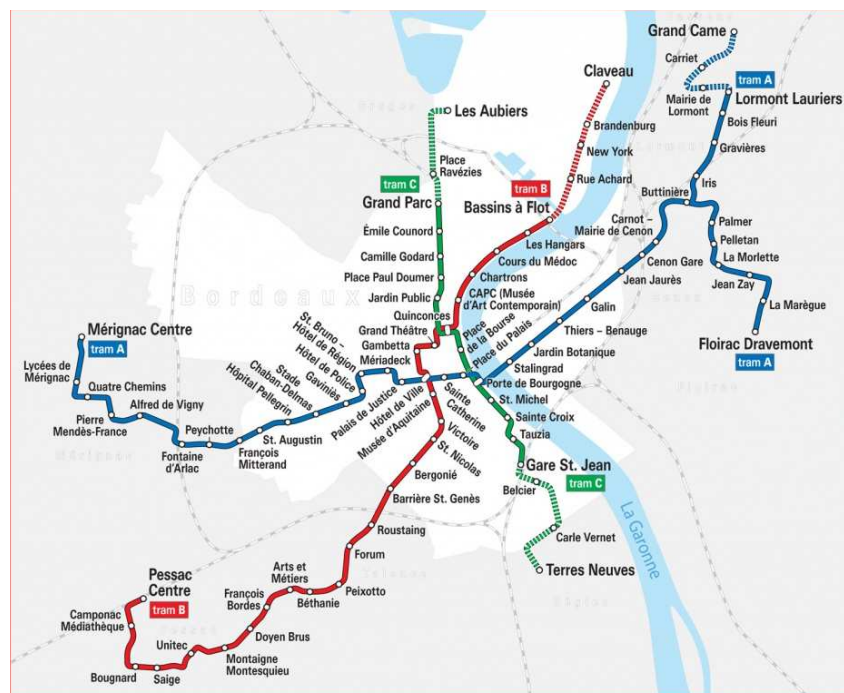 Grand Came
Carriet
tram A
Mairie de
Lormont
Lormont Lauriers
Bois Fleuri
Gravières
Iris
Buttinière
Claveau
Brandenburg
New York
Rue Achard
tram B
Bassins à Flot
Les Hangars
Cours du Médoc
Chartrons
CAPC (Musée
d'Art Contemporain)
Les Aubiers
Place
Ravézies
tram C
Grand Parc
Émile Counord
Camille Godard
Place Paul Doumer
Jardin Public
Quinconces
Grand Théâtre
Gambetta
Mériadeck
Bordeaux
Carnot –
Mairie de Cenon
Palmer
Pelletan
La Morlette
Cenon Gare
Jean Zay
Jean Jaurès
La Marègue
Galin
Floirac Dravemont
tram A
Thiers – Benauge
Jardin Botanique
Stalingrad
Place
de la Bourse
Place du Palais
Porte de Bourgogne
St. Michel
Sainte Croix
Tauzia
Gare St. Jean
tram C
Belcier
Carle Vernet
Terres Neuves
La Garonne
Mérignac Centre
tram A
Lycées de
Mérignac
Quatre Chemins
Pierre
Mendès-France
Alfred de Vigny
Fontaine
d'Arlac
Peychotte
François
Mitterand
St. Augustin
Hôpital Pellegrin
Stade
Chaban-Delmas
Gaviniès
Hôtel de Police
St. Bruno –
Hôtel de Région
Palais de Justice
Hôtel de Ville
Musée d'Aquitaine
Sainte
Catherine
Victoire
St. Nicolas
Bergonié
Barrière St. Genès
Roustaing
Forum
Peixotto
Béthanie
Arts et
Métiers
François
Bordes
Doyen Brus
Montaigne
Montesquieu
Unitec
Saige
Bougnard
Camponac
Médiathèque
Pessac
Centre
tram B